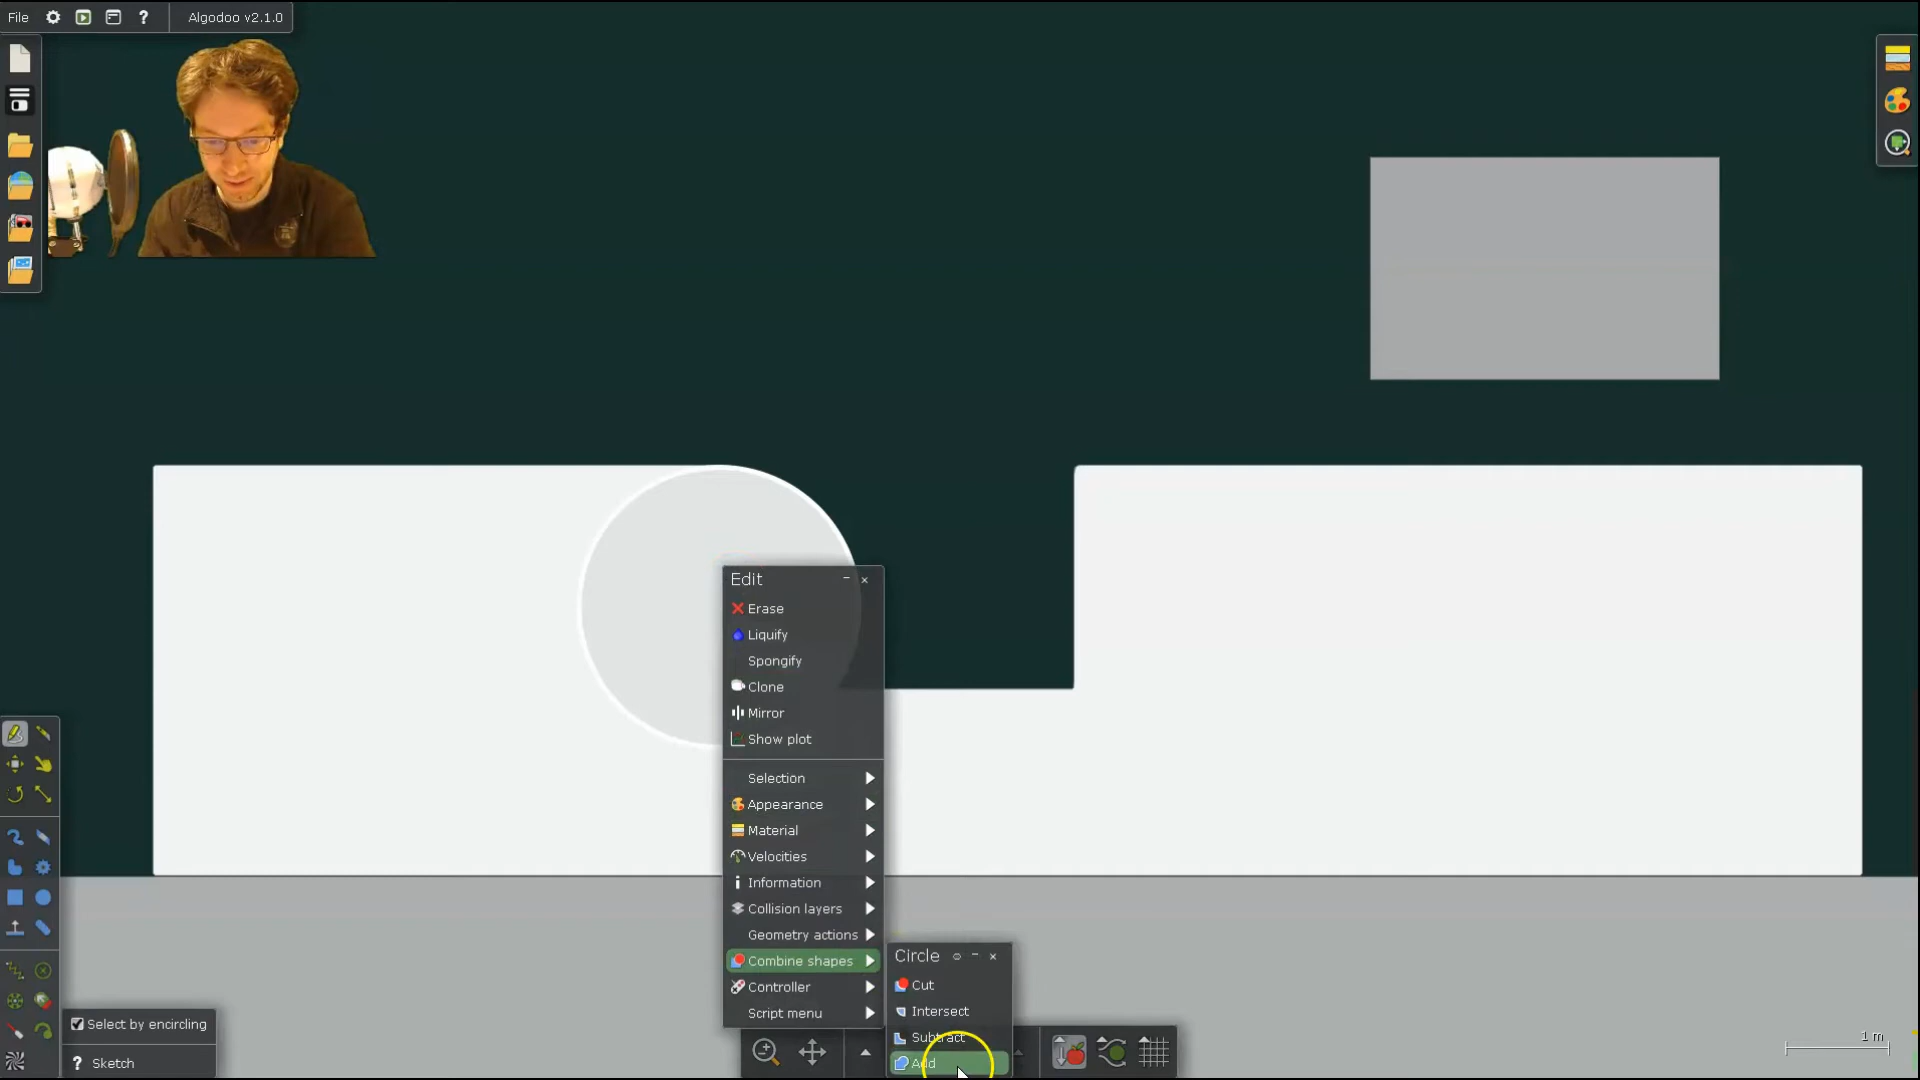 File
?
Algodoo v2.1.0
Edit
Erase
Liquify
Spongify
Clone
Mirror
Show plot
Selection
Appearance
Material
Velocities
Information
Collision layers
Geometry actions
Combine shapes
Controller
Script menu
Circle
Cut
Intersect
Subtract
Add
Select by encircling
? Sketch
1 m